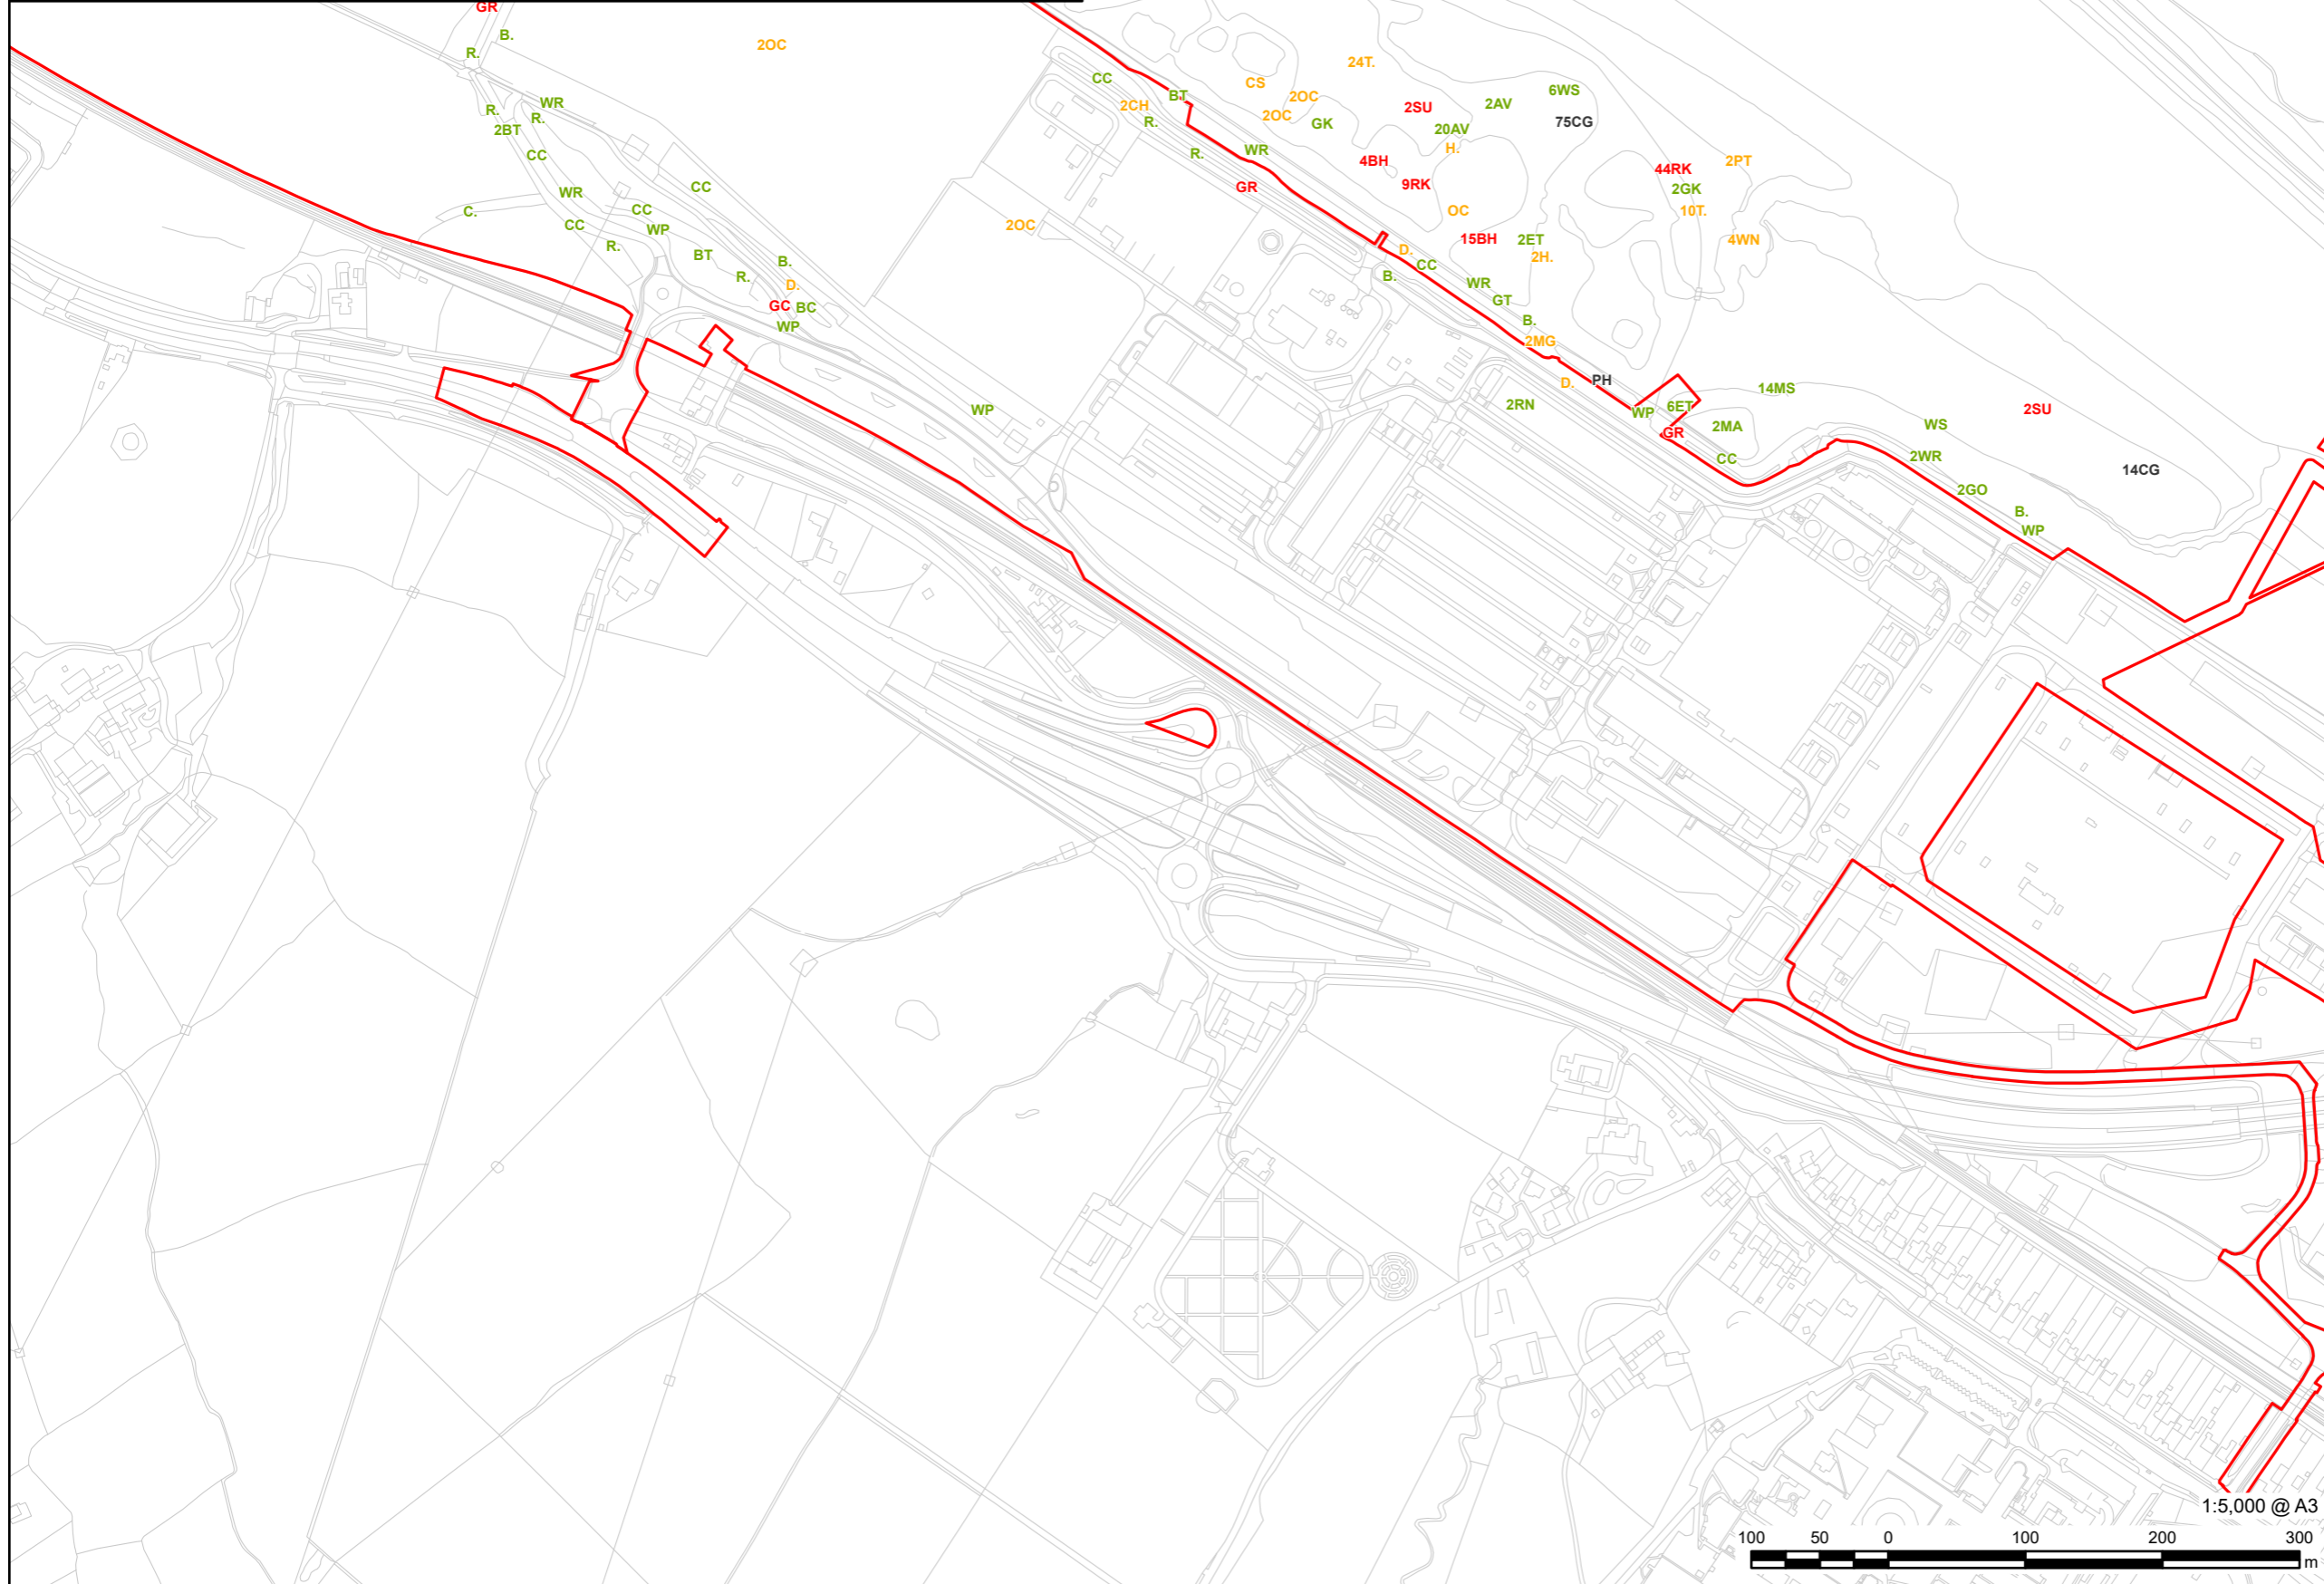 GR
B.
2OC
R.
24T.
CC
CS
6WS
BT
2OC
WR
2CH
2SU
2AV
R.
2OC
R.
R.
GK
75CG
2BT
20AV
H.
WR
R.
CC
4BH
2PT
44RK
9RK
CC
GR
2GK
WR
C.
CC
OC
10T.
CC
2OC
WP
15BH
2ET
4WN
R.
D.
BT
2H.
B.
CC
R.
B.
D.
WR
GC
BC
GT
WP
B.
2MG
PH
D.
14MS
2RN
6ET
WP
WP
2SU
2MA
WS
GR
CC
2WR
14CG
2GO
B.
WP
1:5,000 @ A3
100 50 0 100 200 300
m